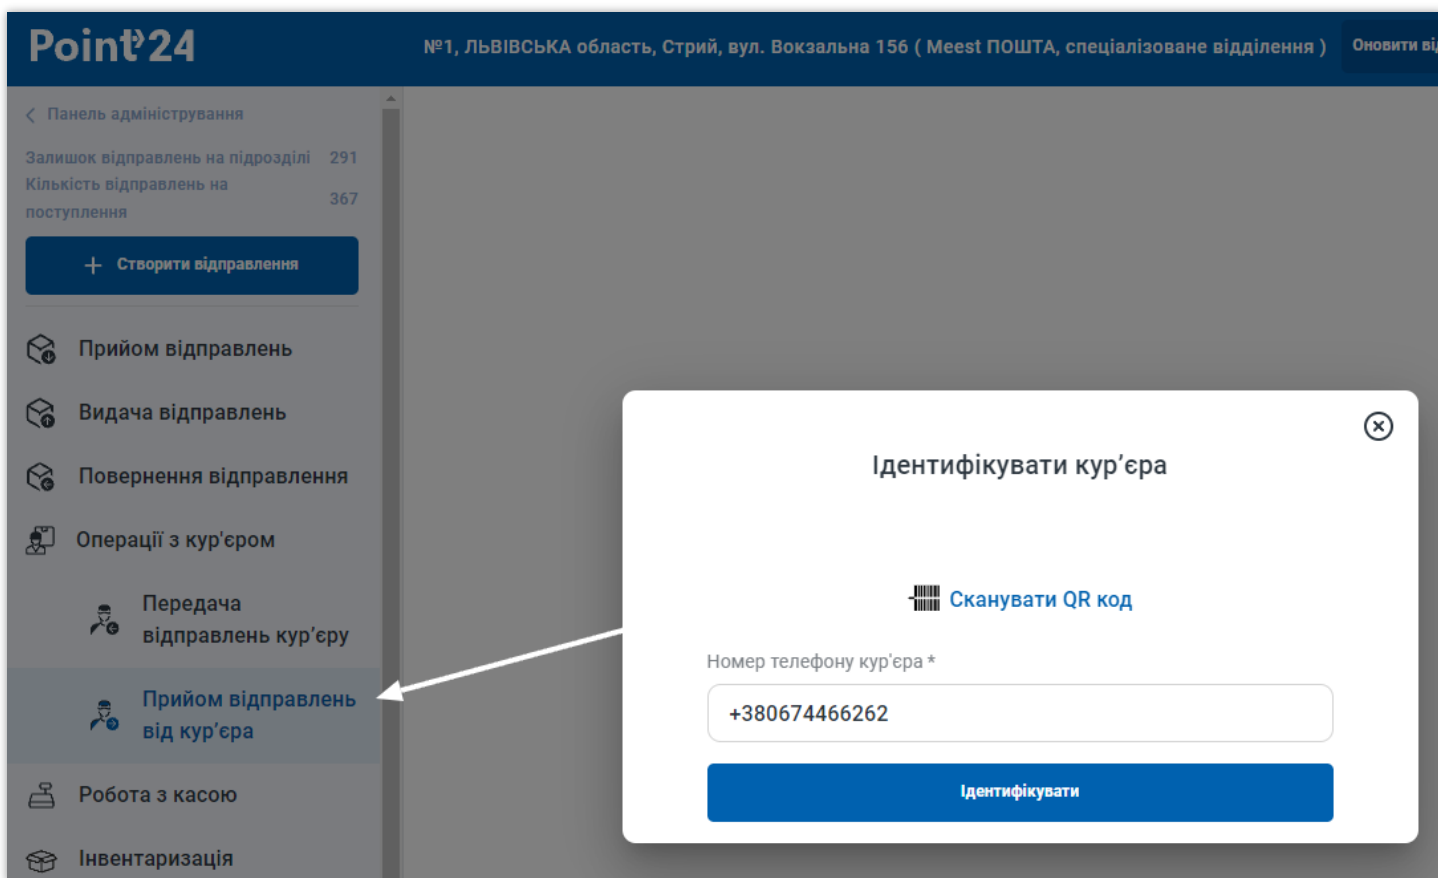 Point24
№1, ЛЬВІВСЬКА область, Стрий, вул. Вокзальна 156 ( Meest ПОШТА, спеціалізоване відділення )
Оновити
Панель адміністрування
Залишок відправлень на підрозділі 291
Кількість відправлень на
поступлення 367
+ Створити відправлення
Прийом відправлень
Видача відправлень
Повернення відправлення
Операції з кур'єром
Передача
відправлень кур’єру
Прийом відправлень
від кур’єра
Робота з касою
Інвентаризація
Ідентифікувати кур’єра
Сканувати QR код
Номер телефону кур'єра *
+380674466262
Ідентифікувати